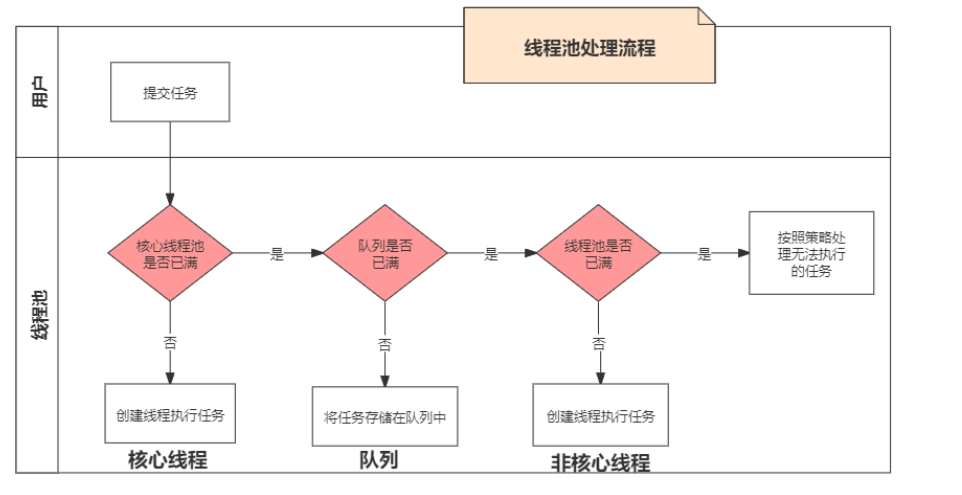 线程池处理流程
用户
提交任务
线程池
核心线程池
是否已满
是
队列是否
已满
是
线程池是否
已满
是
按照策略处
理无法执行
的任务
否
否
否
创建线程执行任务
将任务存储在队列中
创建线程执行任务
核心线程
队列
非核心线程